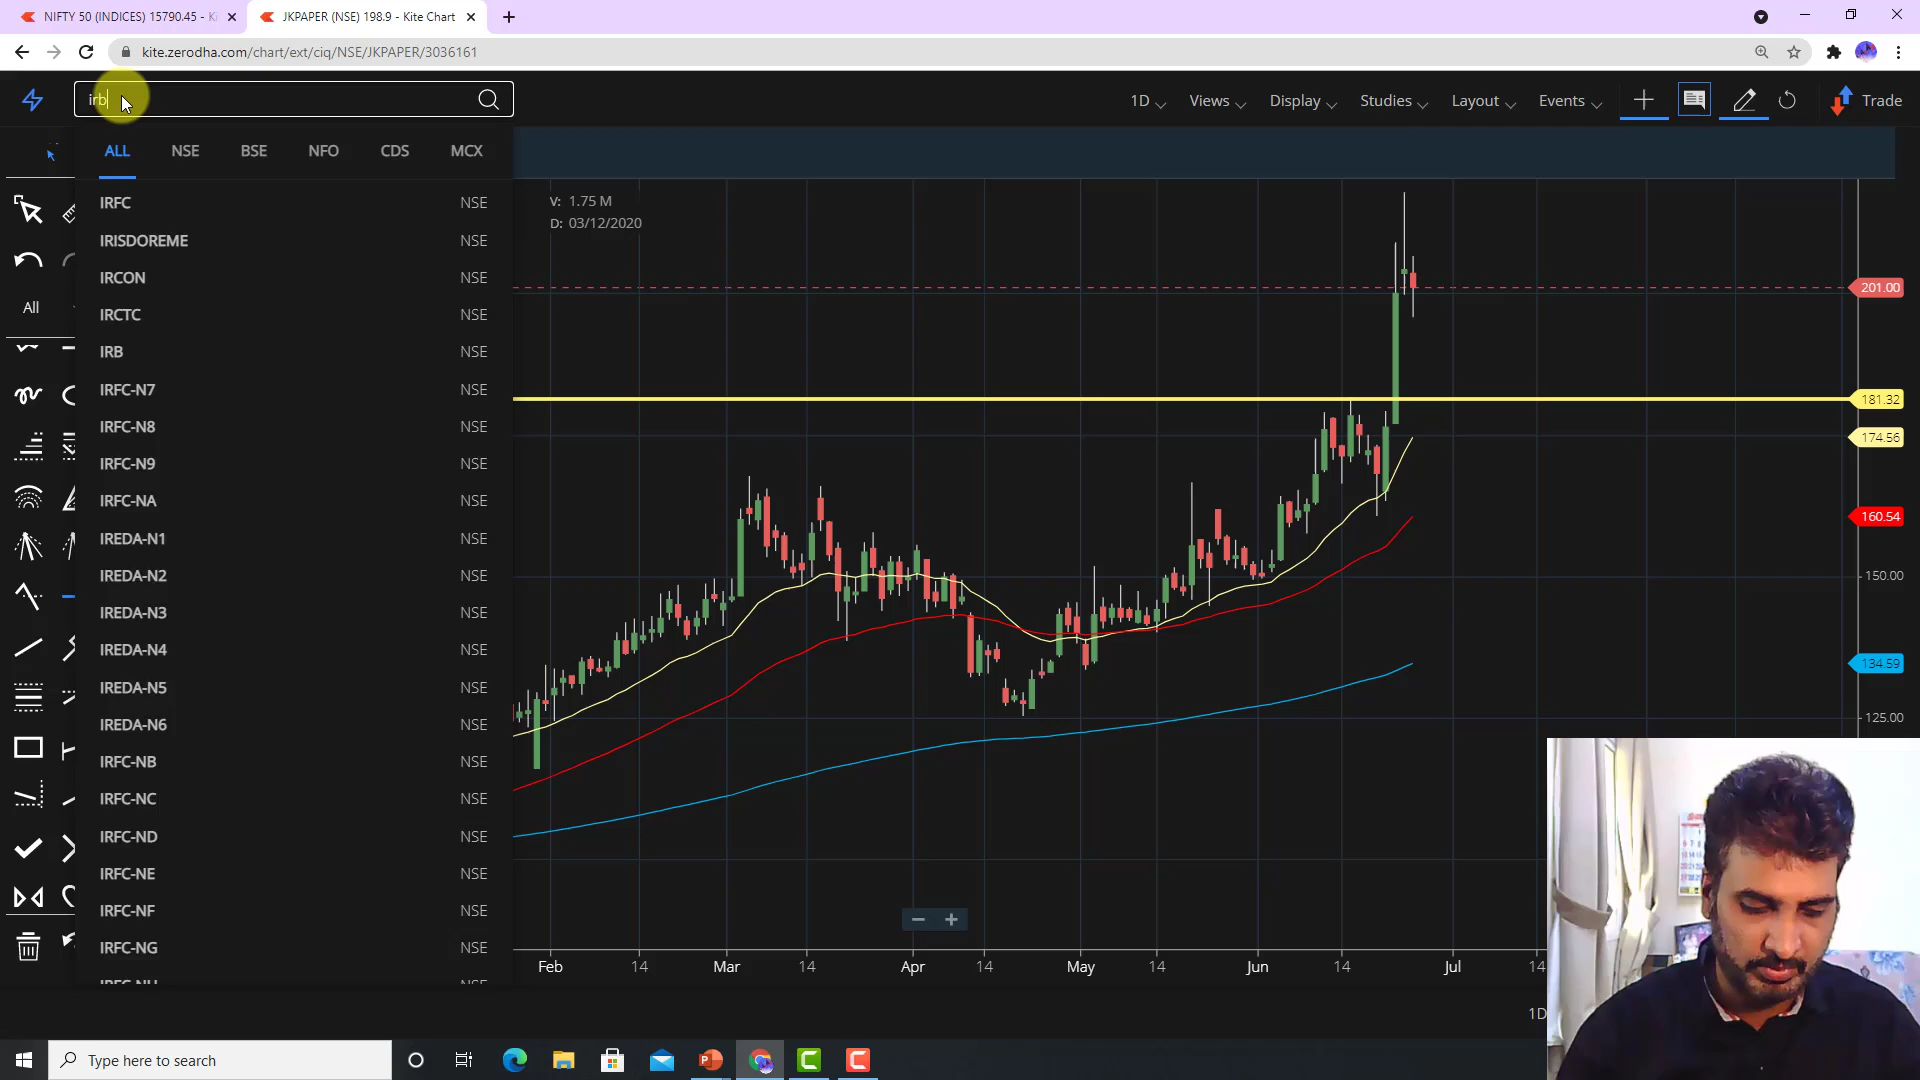 NIFTY 50 (INDICES) 15790.45 - Ki
JKPAPER (NSE) 198.9 - Kite Chart
kite.zerodha.com/chart/ext/ciq/NSE/JKPAPER/3036161
irb
1D
Views
Display
Studies
Layout
Events
Trade
ALL
NSE
BSE
NFO
CDS
MCX
All
IRFC NSE
IRISDOREME NSE
IRCON NSE
IRCTC NSE
IRB NSE
IRFC-N7 NSE
IRFC-N8 NSE
IRFC-N9 NSE
IRFC-NA NSE
IREDA-N1 NSE
IREDA-N2 NSE
IREDA-N3 NSE
IREDA-N4 NSE
IREDA-N5 NSE
IREDA-N6 NSE
IRFC-NB NSE
IRFC-NC NSE
IRFC-ND NSE
IRFC-NE NSE
IRFC-NF NSE
IRFC-NG NSE
V: 1.75 M
D: 03/12/2020
201.00
181.32
174.56
160.54
150.00
134.59
125.00
Feb 14 Mar 14 Apr 14 May 14 Jun 14 Jul 14
1D
Type here to search